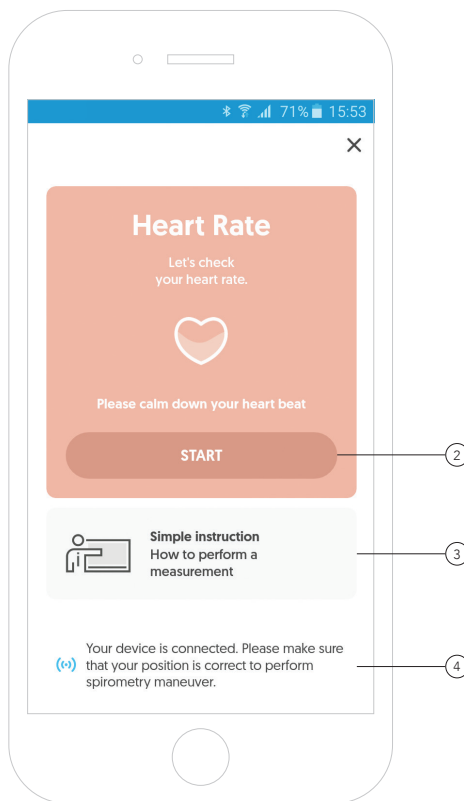 71% 15:53
Heart Rate
Let's check
your heart rate.
Please calm down your heart beat
START
2
Simple instruction
How to perform a
measurement
3
Your device is connected. Please make sure
that your position is correct to perform
spirometry maneuver.
4